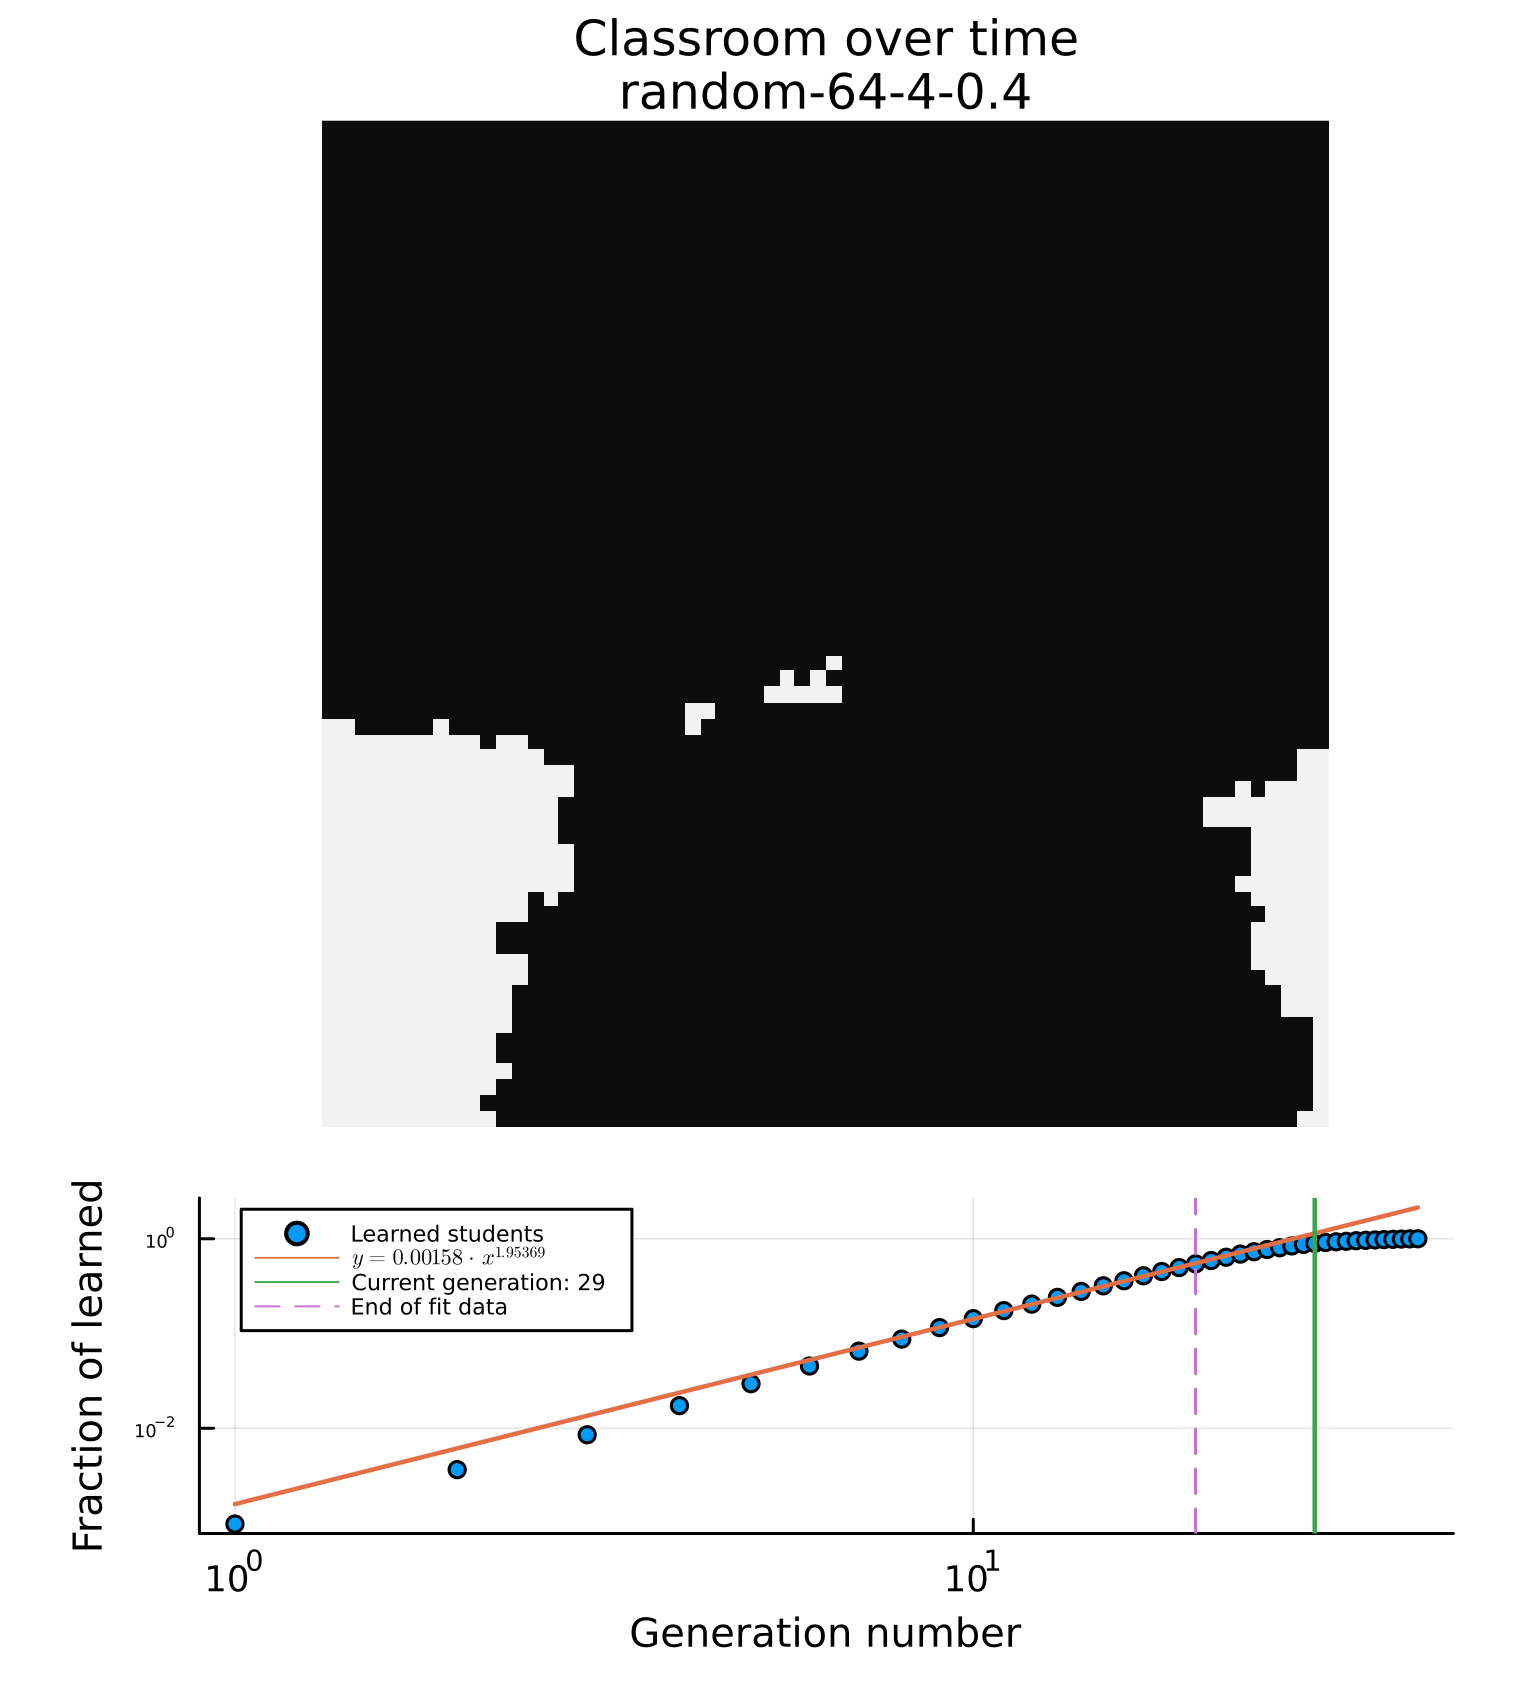 Classroom over time
random-64-4-0.4
Fraction of learned
10^0
10^−2
Learned students
y = 0.00158 · x^1.95369
Current generation: 29
End of fit data
10^0
10^1
Generation number